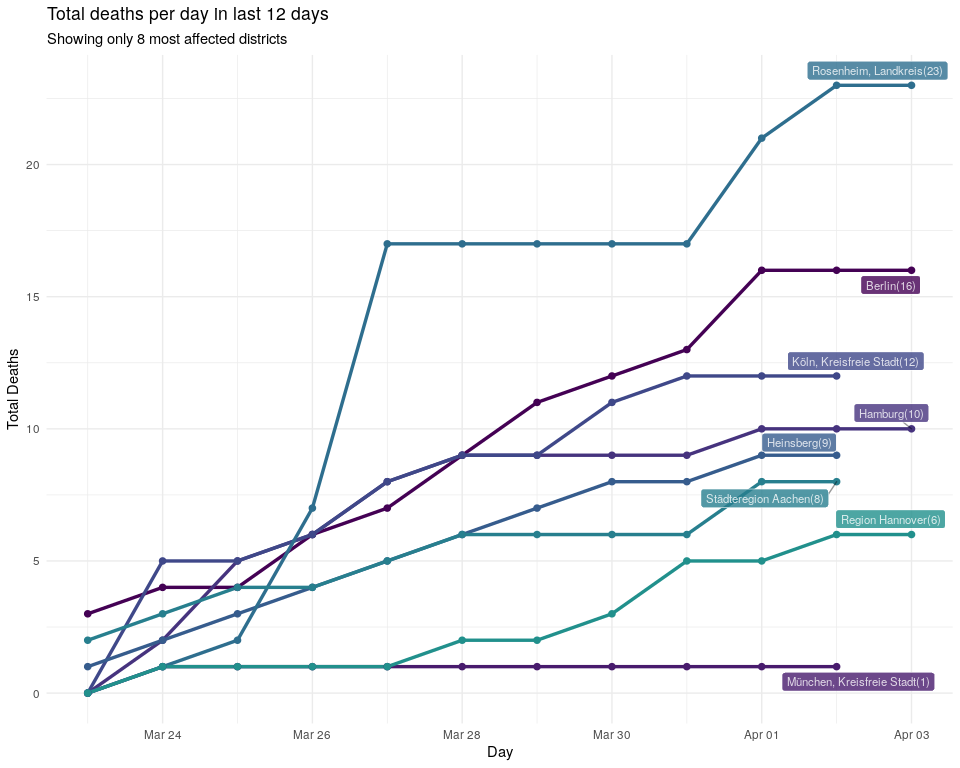 Total deaths per day in last 12 days
Showing only 8 most affected districts
Rosenheim, Landkreis(23)
20
Berlin(16)
15
Köln, Kreisfreie Stadt(12)
Hamburg(10)
10
Heinsberg(9)
Städteregion Aachen(8)
Region Hannover(6)
5
München, Kreisfreie Stadt(1)
0
Total Deaths
Mar 24 Mar 26 Mar 28 Mar 30 Apr 01 Apr 03
Day